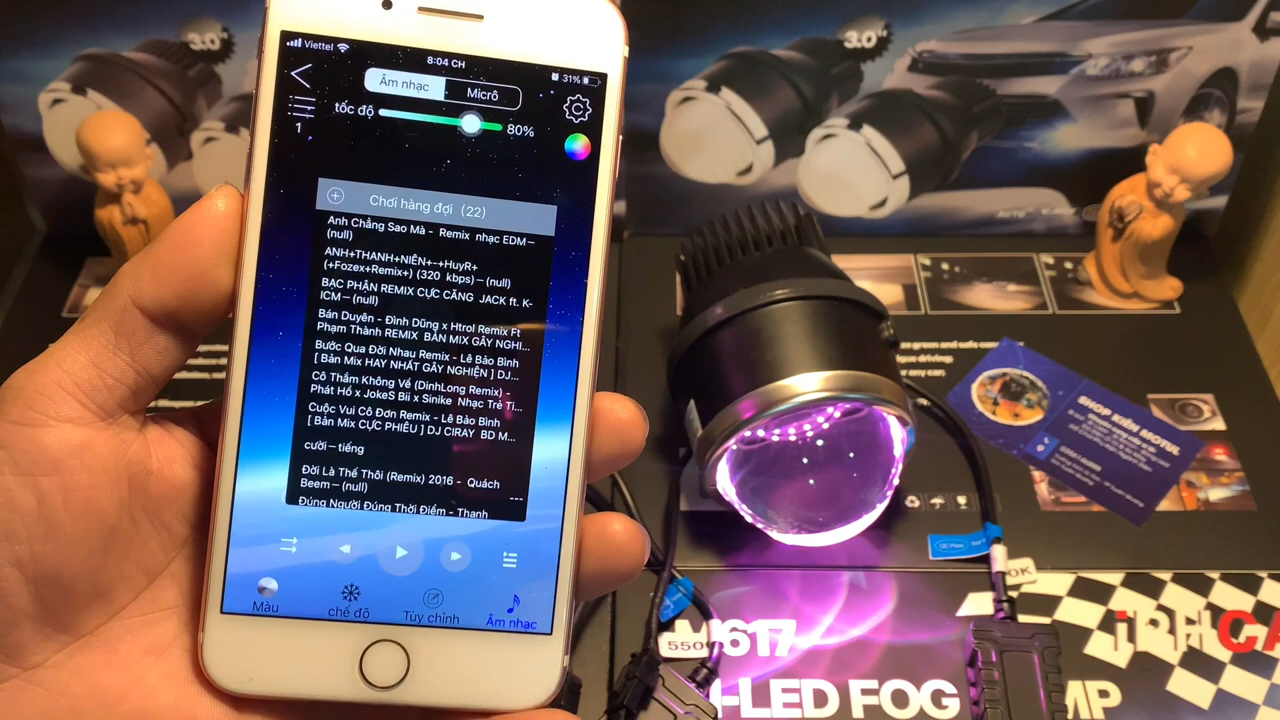 Viettel
8:04 CH
31%
Âm nhạc
Micrô
tốc độ
80%
1
Chơi hàng đợi (22)
Anh Chẳng Sao Mà - Remix nhạc EDM—
(null)
ANH+THANH+NIÊN+-+HuyR+
(+Fozex+Remix+) (320 kbps)—(null)
BẠC PHẬN REMIX CỰC CĂNG JACK ft. K-
ICM—(null)
Bán Duyên - Đình Dũng x Htrol Remix Ft
Phạm Thành REMIX BẢN MIX GÂY NGHI...
Bước Qua Đời Nhau Remix - Lê Bảo Bình
[ Bản Mix HAY NHẤT GÂY NGHIỆN ] DJ...
Cô Thắm Không Về (DinhLong Remix) -
Phát Hồ x JokeS Bii x Sinike Nhạc Trẻ Ti...
Cuộc Vui Cô Đơn Remix - Lê Bảo Bình
[ Bản Mix CỰC PHIÊU ] DJ CIRAY BD M...
cười—tiếng
Đời Là Thế Thôi (Remix) 2016 - Quách
Beem—(null)
Đúng Người Đúng Thời Điểm - Thanh
Màu
chế độ
Tùy chỉnh
Âm nhạc
3.0"
3.0"
SHOP KIÊN MOTUL
OK
550
M617
I-LED FOG
MP